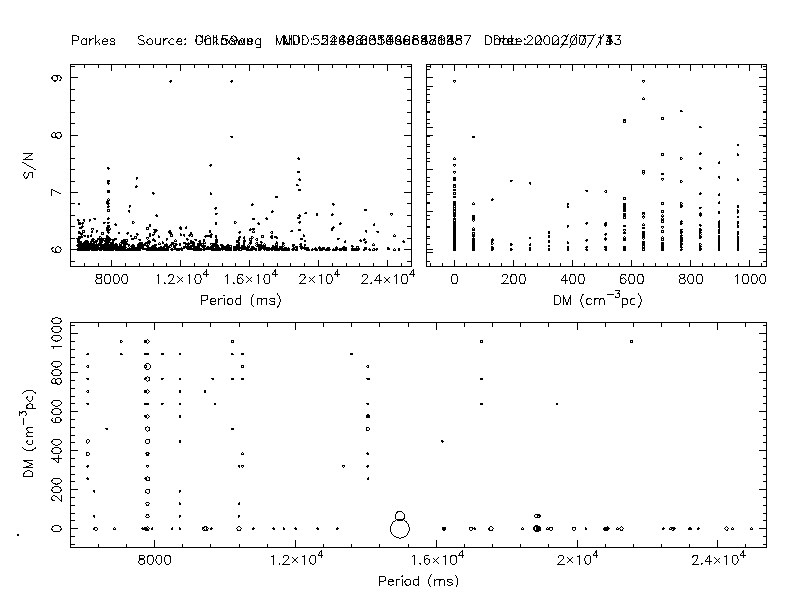 Parkes Source: Date:
9
8
7
6
S/N
8000 1.2×10⁴ 1.6×10⁴ 2×10⁴ 2.4×10⁴
Period (ms)
0 200 400 600 800 1000
DM (cm⁻³pc)
1000
800
600
400
200
0
DM (cm⁻³pc)
8000 1.2×10⁴ 1.6×10⁴ 2×10⁴ 2.4×10⁴
Period (ms)